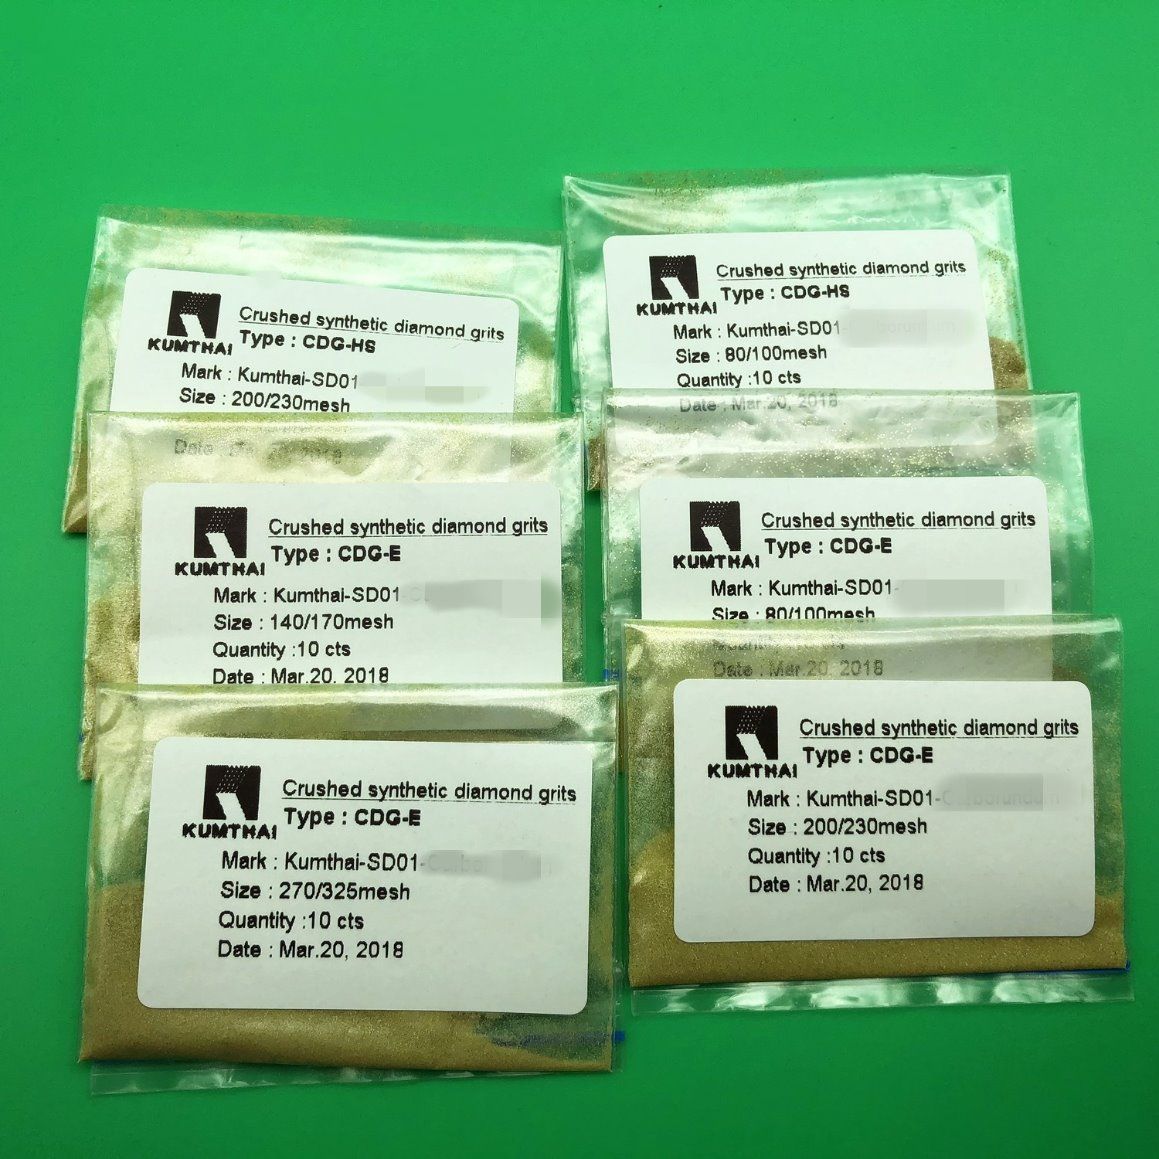 KUMTHAI
Crushed synthetic diamond grits
Type : CDG-HS
Mark : Kumthai-SD01
Size : 200/230mesh
Date
KUMTHAI
Crushed synthetic diamond grits
Type : CDG-HS
Mark : Kumthai-SD01-
Size : 80/100mesh
Quantity :10 cts
Date : Mar.20, 2018
KUMTHAI
Crushed synthetic diamond grits
Type : CDG-E
Mark : Kumthai-SD01-
Size : 140/170mesh
Quantity :10 cts
Date : Mar.20, 2018
KUMTHAI
Crushed synthetic diamond grits
Type : CDG-E
Mark : Kumthai-SD01-
Size : 80/100mesh
Date : Mar.20, 2018
KUMTHAI
Crushed synthetic diamond grits
Type : CDG-E
Mark : Kumthai-SD01-
Size : 270/325mesh
Quantity :10 cts
Date : Mar.20, 2018
KUMTHAI
Crushed synthetic diamond grits
Type : CDG-E
Mark : Kumthai-SD01-Carborundum
Size : 200/230mesh
Quantity :10 cts
Date : Mar.20, 2018